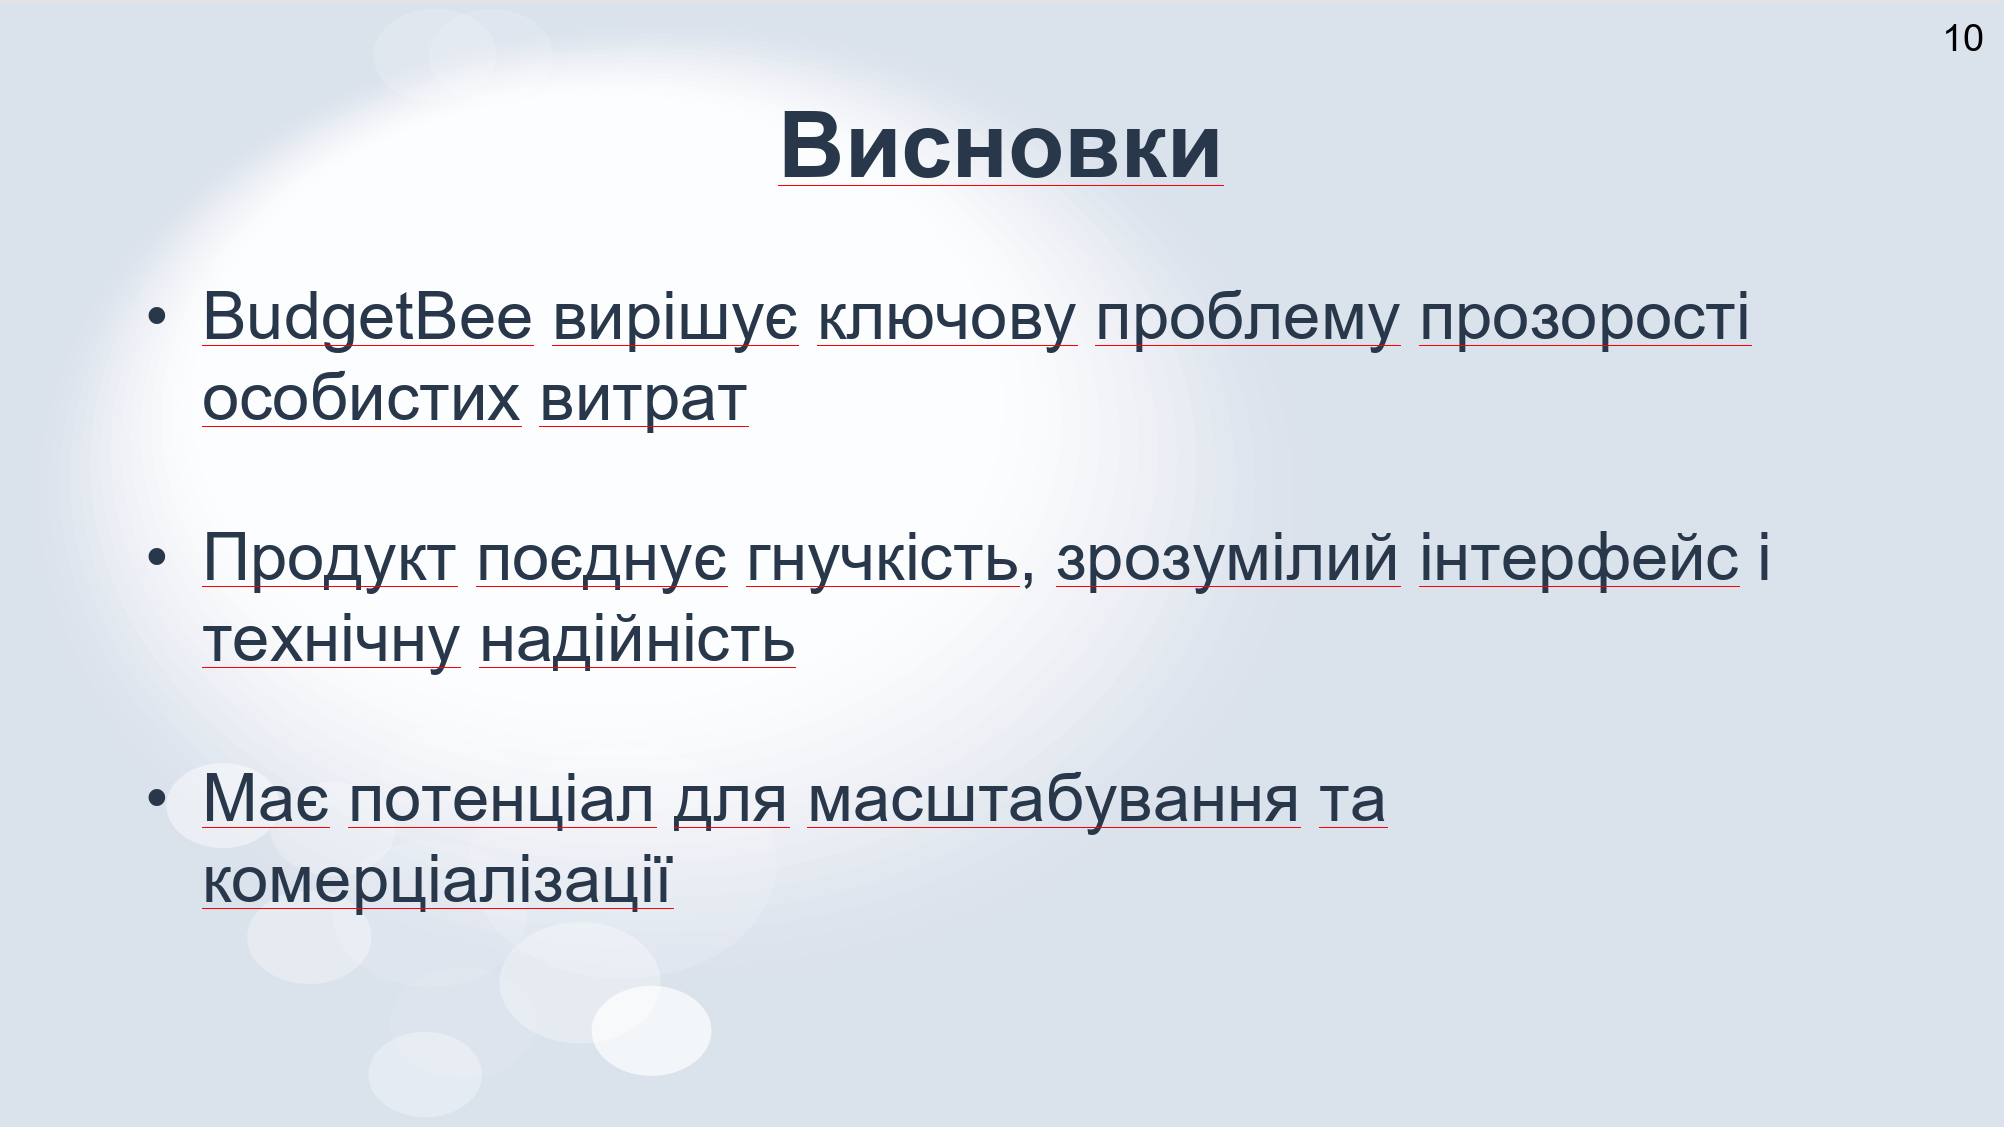 10
Висновки
• BudgetBee вирішує ключову проблему прозорості
особистих витрат
• Продукт поєднує гнучкість, зрозумілий інтерфейс і
технічну надійність
• Має потенціал для масштабування та
комерціалізації